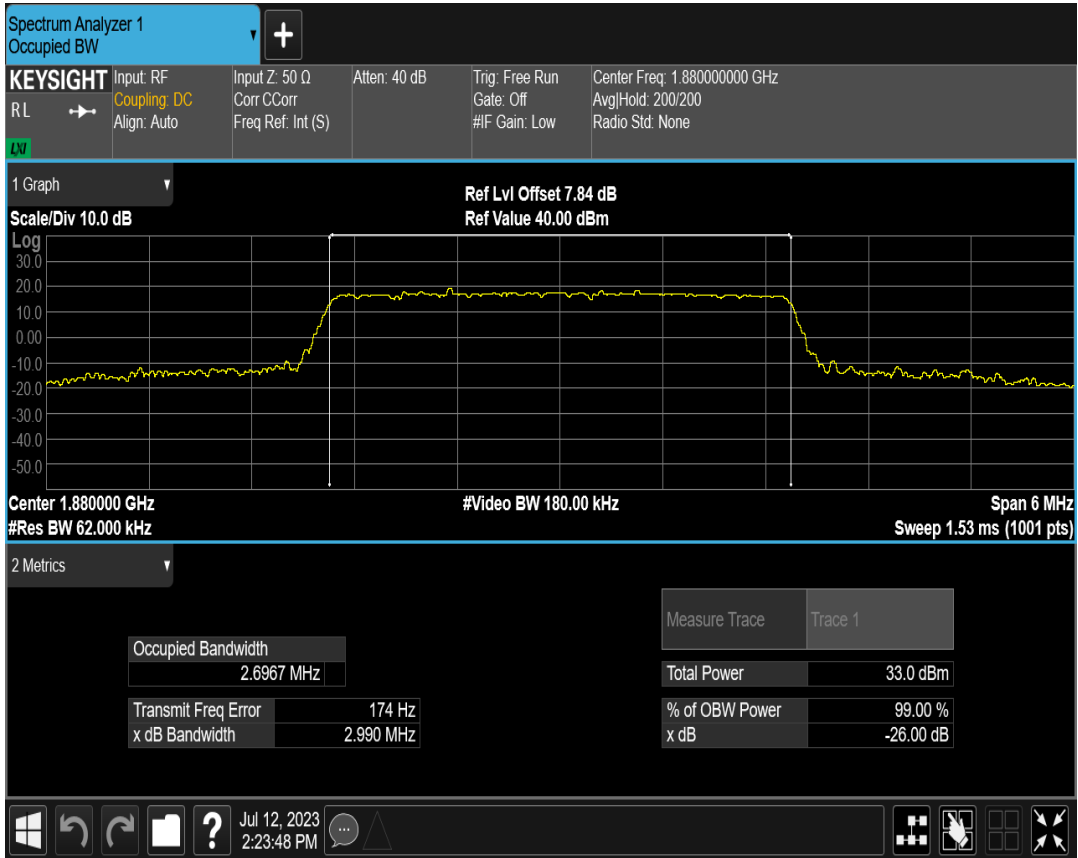 Spectrum Analyzer 1
Occupied BW
KEYSIGHT
R L
LXI
Input: RF
Coupling: DC
Align: Auto
Input Z: 50 Ω
Corr CCorr
Freq Ref: Int (S)
Atten: 40 dB
Trig: Free Run
Gate: Off
#IF Gain: Low
Center Freq: 1.880000000 GHz
Avg|Hold: 200/200
Radio Std: None
1 Graph
Scale/Div 10.0 dB
Ref Lvl Offset 7.84 dB
Ref Value 40.00 dBm
Log
30.0
20.0
10.0
0.00
-10.0
-20.0
-30.0
-40.0
-50.0
Center 1.880000 GHz
#Video BW 180.00 kHz
Span 6 MHz
#Res BW 62.000 kHz
Sweep 1.53 ms (1001 pts)
2 Metrics
Measure Trace Trace 1
Occupied Bandwidth
2.6967 MHz
Total Power 33.0 dBm
Transmit Freq Error 174 Hz
% of OBW Power 99.00 %
x dB Bandwidth 2.990 MHz
x dB -26.00 dB
Jul 12, 2023
2:23:48 PM